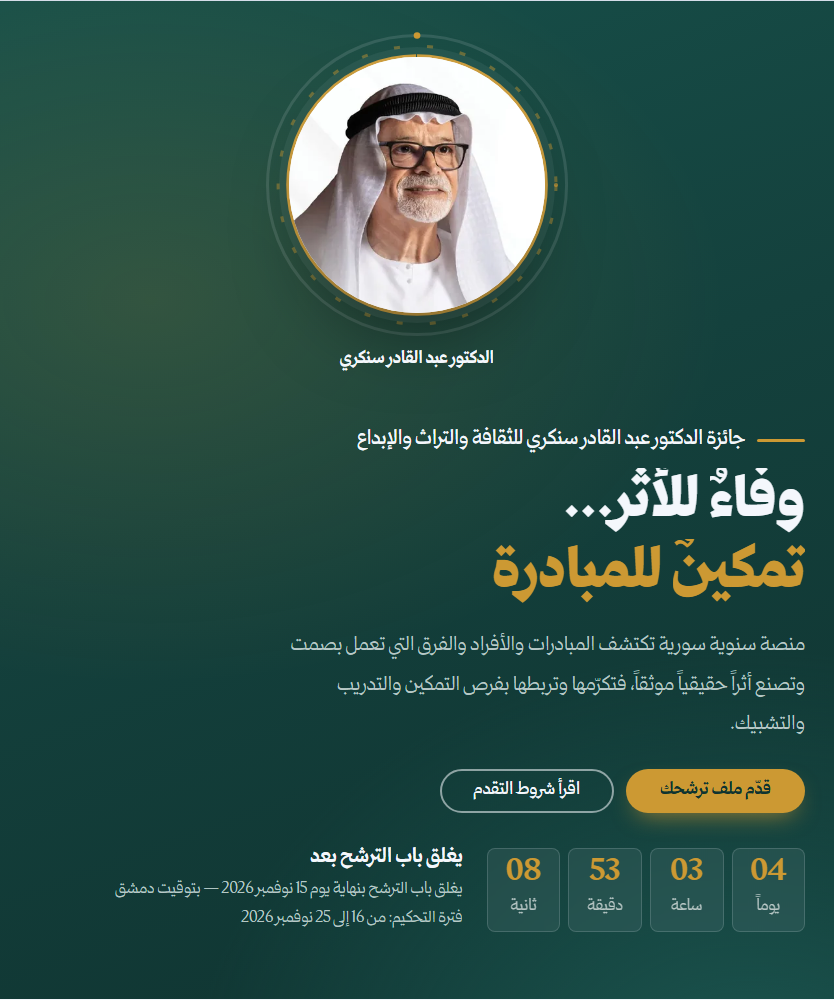 الدكتور عبد القادر سنكري
جائزة الدكتور عبد القادر سنكري للثقافة والتراث والإبداع
وفاءٌ للأثر...
تمكينٌ للمبادرة
منصة سنوية سورية تكتشف المبادرات والأفراد والفرق التي تعمل بصمت
وتصنع أثراً حقيقياً موثقاً، فتكرّمها وتربطها بفرص التمكين والتدريب
والتشبيك.
قدّم ملف ترشحك
اقرأ شروط التقدم
04 يوماً
03 ساعة
53 دقيقة
08 ثانية
يغلق باب الترشح بعد
يغلق باب الترشح بنهاية يوم 15 نوفمبر 2026 — بتوقيت دمشق
فترة التحكيم: من 16 إلى 25 نوفمبر 2026